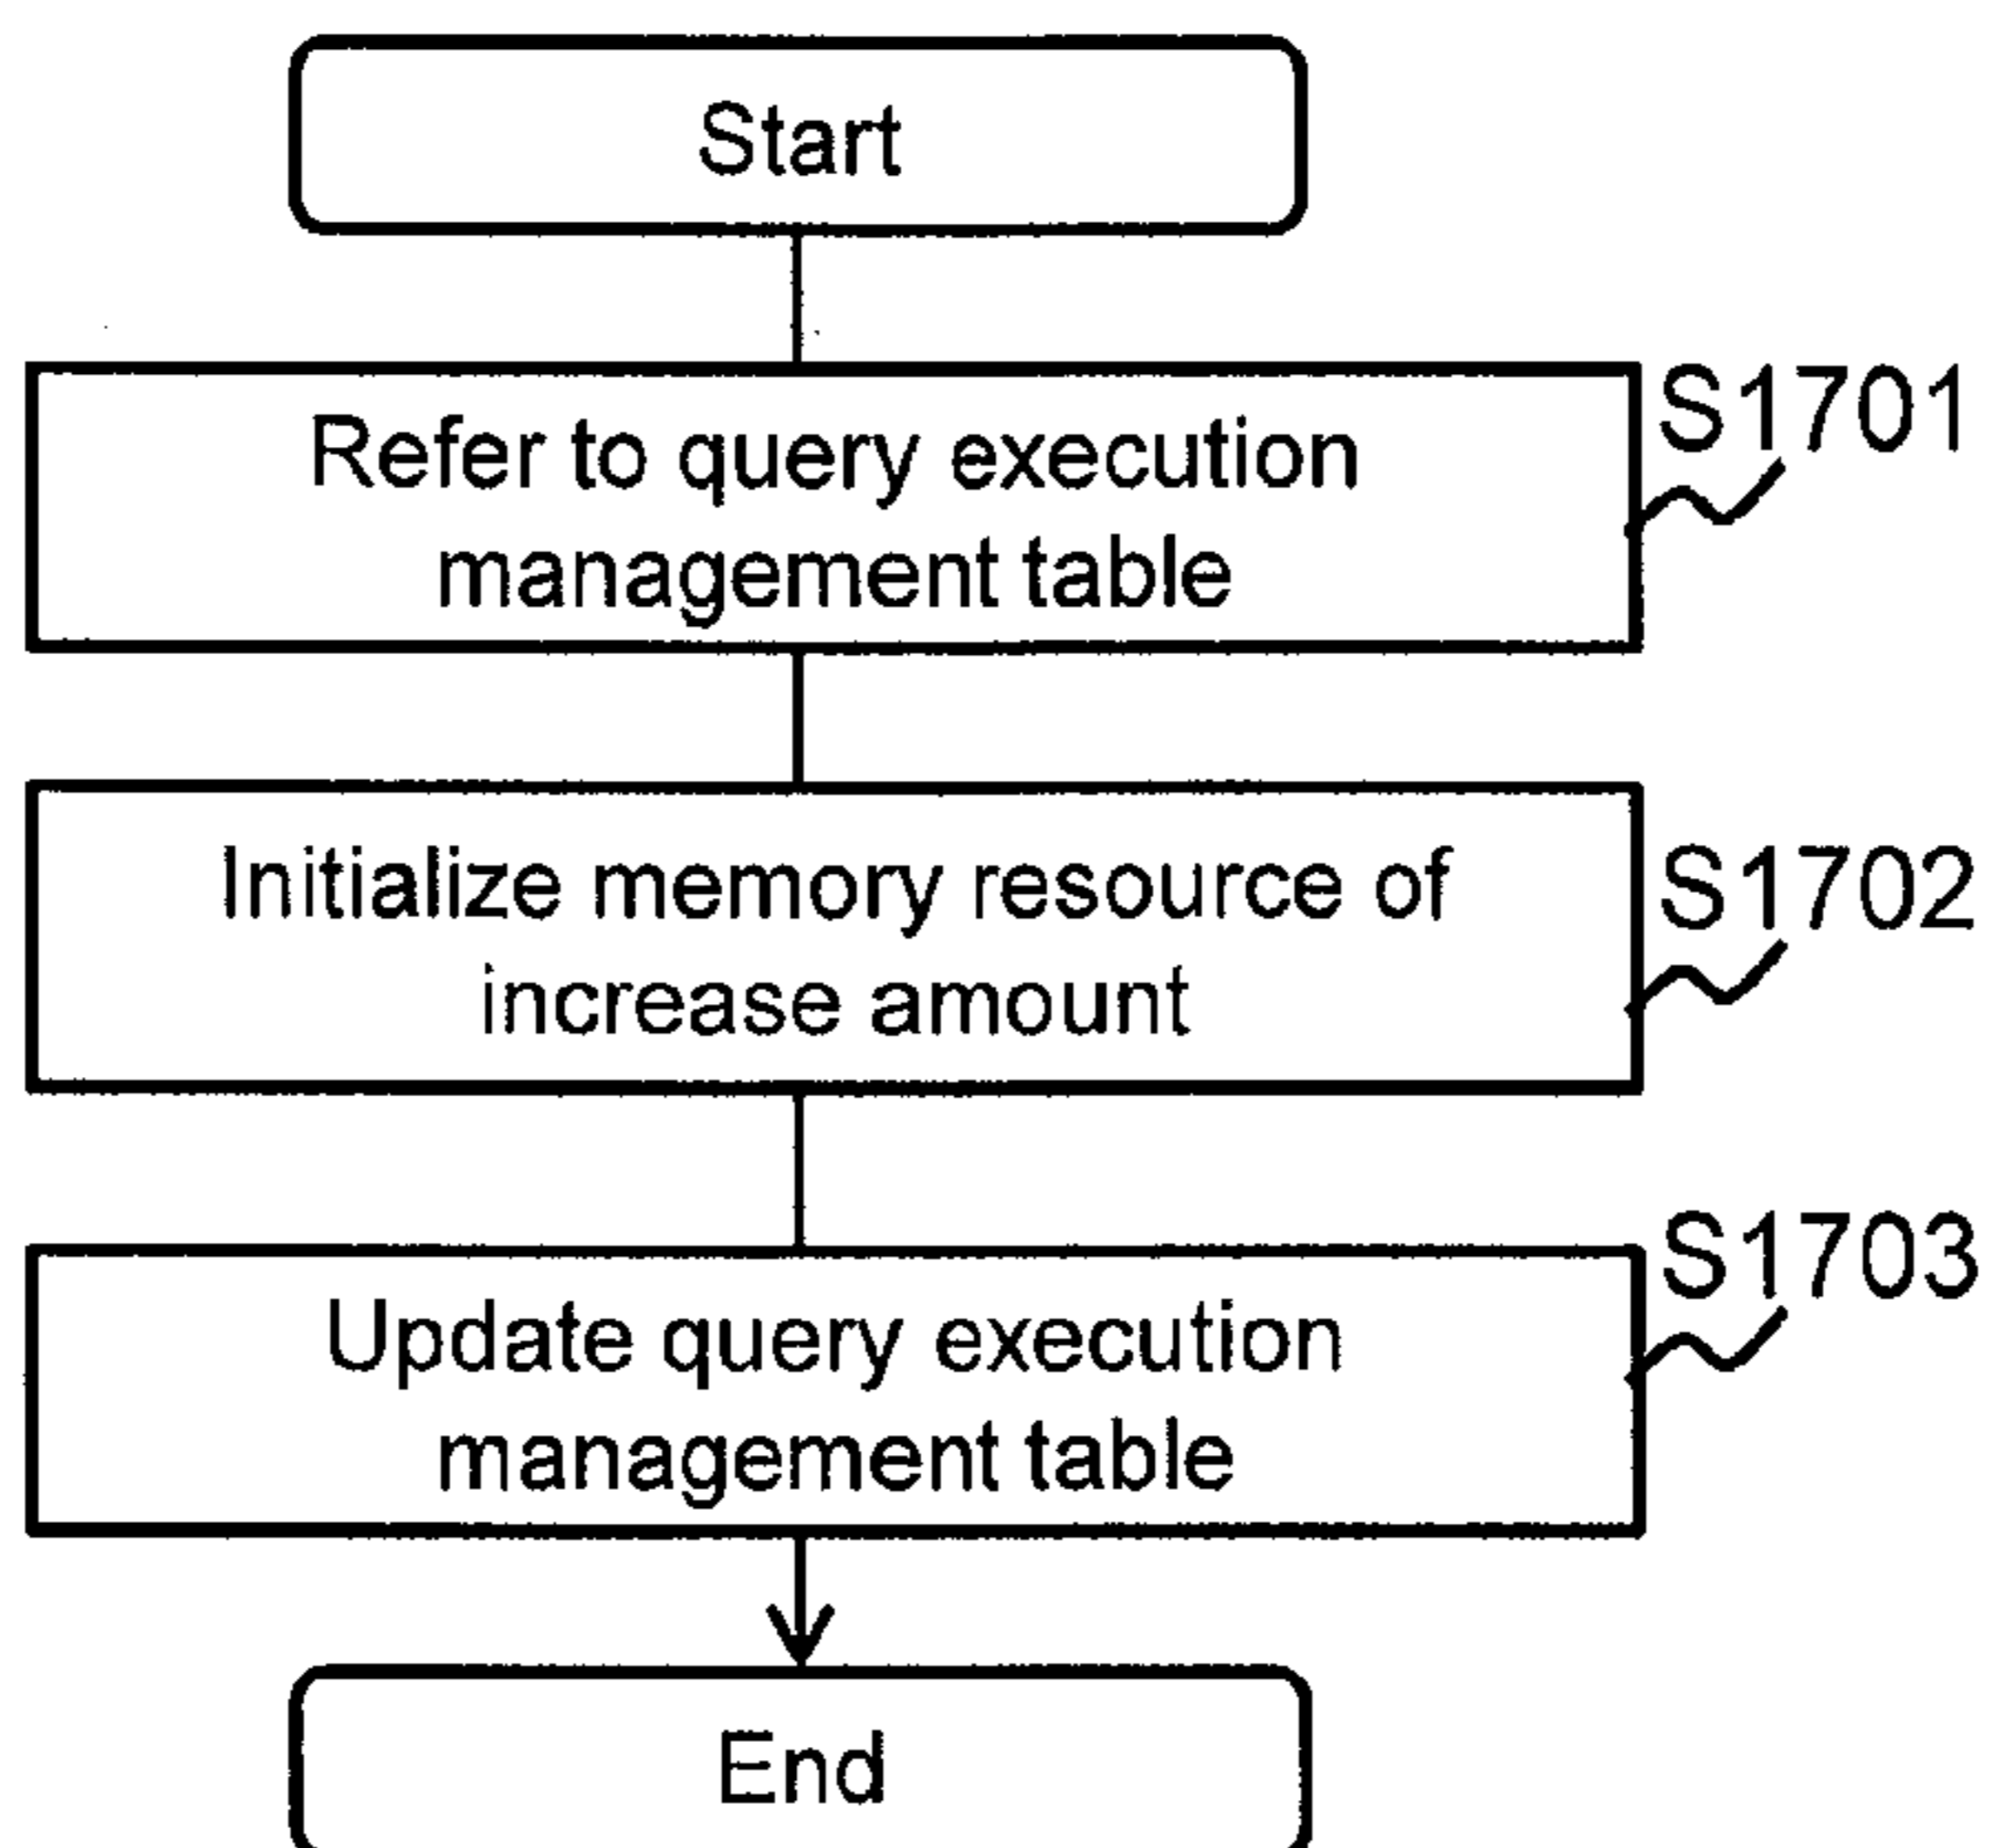 Start
Refer to query execution
management table
S1701
Initialize memory resource of
increase amount
S1702
Update query execution
management table
S1703
End